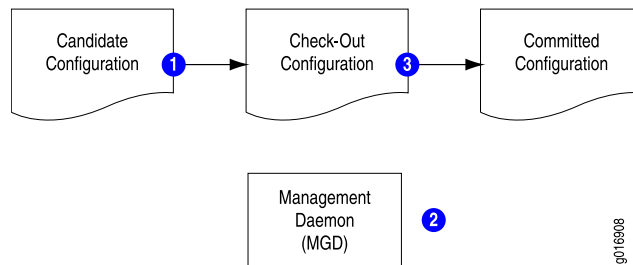 Candidate
Configuration
1
Check-Out
Configuration
3
Committed
Configuration
Management
Daemon
(MGD)
2
g016908